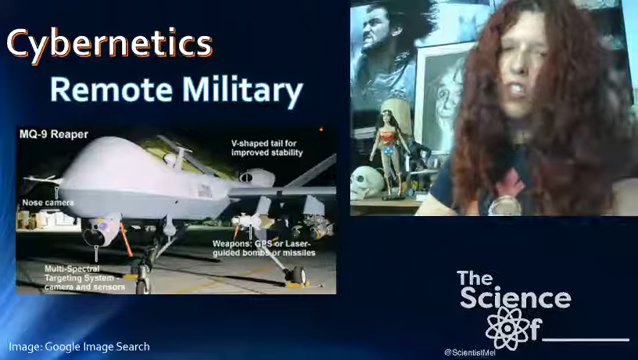 Cybernetics
Remote Military
MQ-9 Reaper
V-shaped tail for
improved stability
Nose camera
Weapons: GPS or Laser-
guided bombs or missiles
Multi-Spectral
Targeting System -
camera and sensors
The
Science
Of
Image: Google Image Search
@ScientistMel